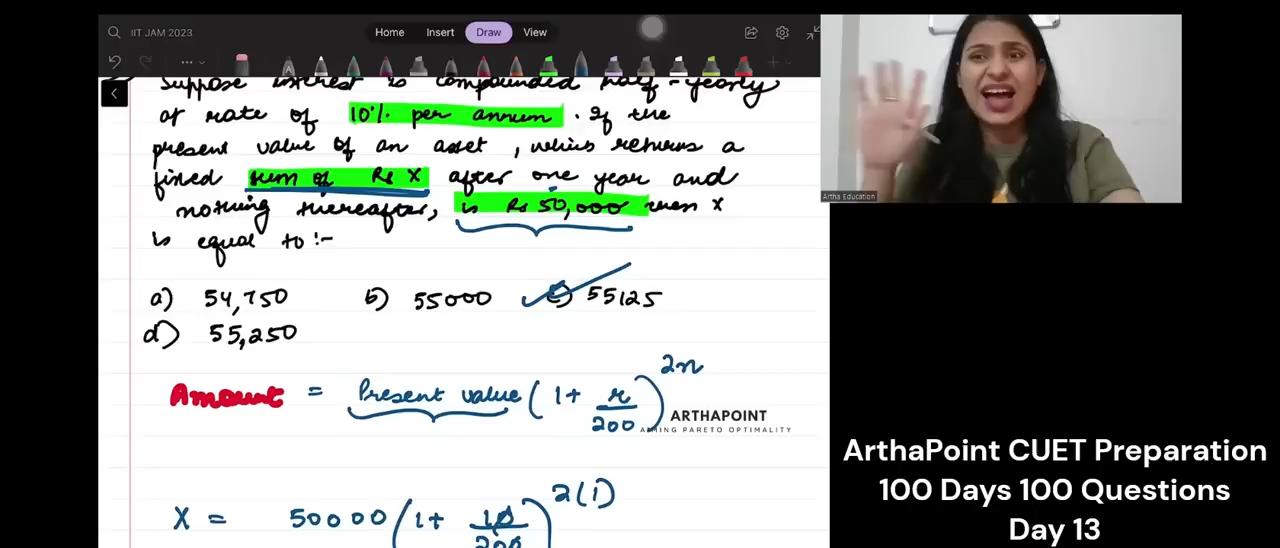 IIT JAM 2023
Home Insert Draw View
Suppose interest is compounded half-yearly
at rate of 10% per annum. If the
present value of an asset, which returns a
fixed sum of Rs X after one year and
nothing thereafter, is Rs 50,000 then X
is equal to :-
a) 54,750 b) 55000 c) 55125
d) 55,250
Amount = Present value (1 + r/200)^2n
ARTHAPOINT
AIMING PARETO OPTIMALITY
X = 50000 (1 + 10/200)^2(1)
Artha Education
ArthaPoint CUET Preparation
100 Days 100 Questions
Day 13